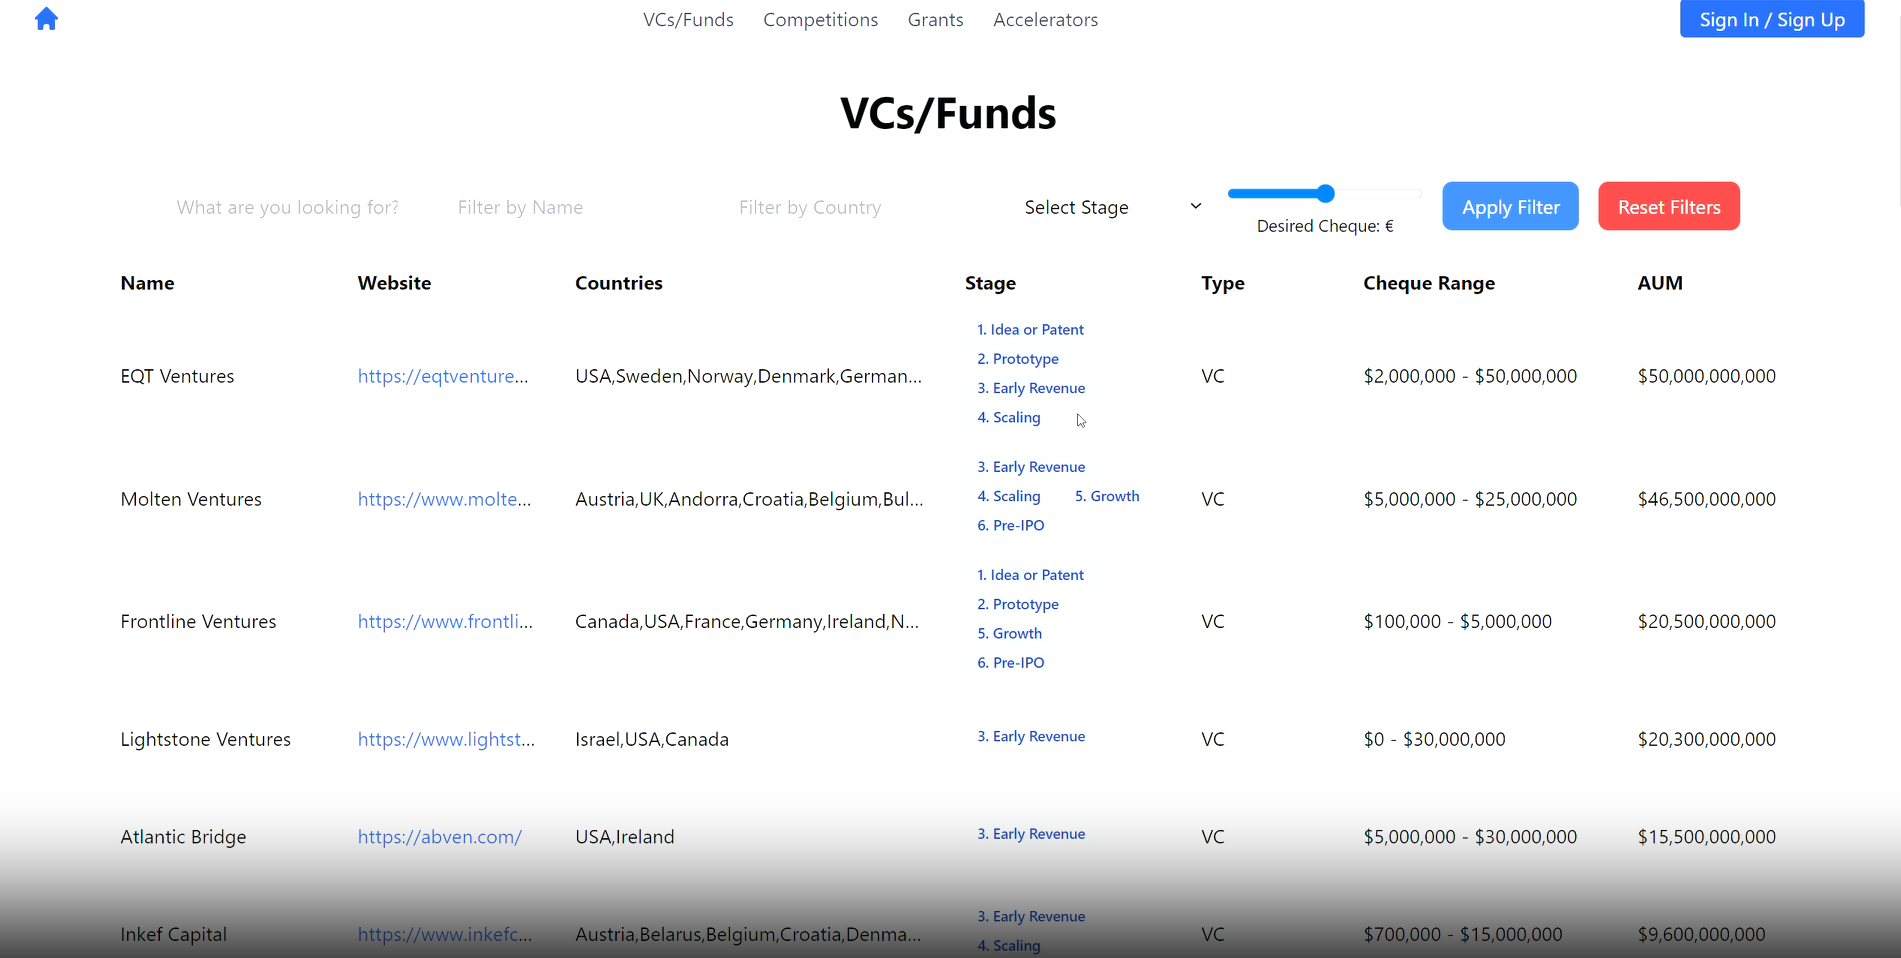 VCs/Funds Competitions Grants Accelerators Sign In / Sign Up
VCs/Funds
What are you looking for? Filter by Name Filter by Country Select Stage Desired Cheque: € Apply Filter Reset Filters
Name Website Countries Stage Type Cheque Range AUM
1. Idea or Patent
2. Prototype
EQT Ventures https://eqtventure... USA,Sweden,Norway,Denmark,German... VC $2,000,000 - $50,000,000 $50,000,000,000
3. Early Revenue
4. Scaling
3. Early Revenue
Molten Ventures https://www.molte... Austria,UK,Andorra,Croatia,Belgium,Bul... 4. Scaling 5. Growth VC $5,000,000 - $25,000,000 $46,500,000,000
6. Pre-IPO
1. Idea or Patent
2. Prototype
Frontline Ventures https://www.frontli... Canada,USA,France,Germany,Ireland,N... VC $100,000 - $5,000,000 $20,500,000,000
5. Growth
6. Pre-IPO
Lightstone Ventures https://www.lightst... Israel,USA,Canada 3. Early Revenue VC $0 - $30,000,000 $20,300,000,000
Atlantic Bridge https://abven.com/ USA,Ireland 3. Early Revenue VC $5,000,000 - $30,000,000 $15,500,000,000
3. Early Revenue
Inkef Capital https://www.inkefc... Austria,Belarus,Belgium,Croatia,Denma... VC $700,000 - $15,000,000 $9,600,000,000
4. Scaling